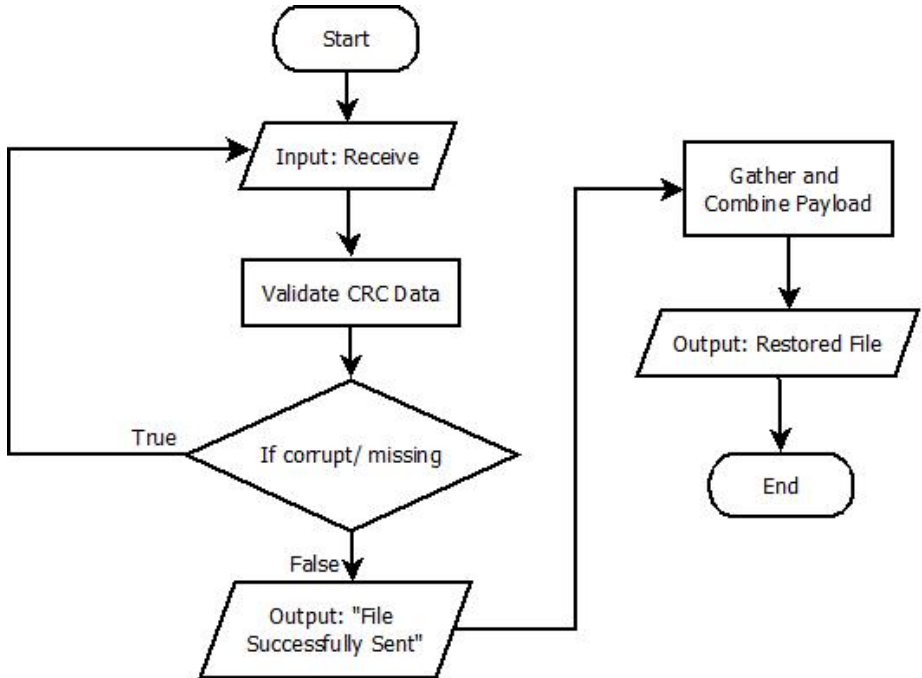 Start
Input: Receive
Validate CRC Data
If corrupt/ missing
True
False
Output: "File
Successfully Sent"
Gather and
Combine Payload
Output: Restored File
End